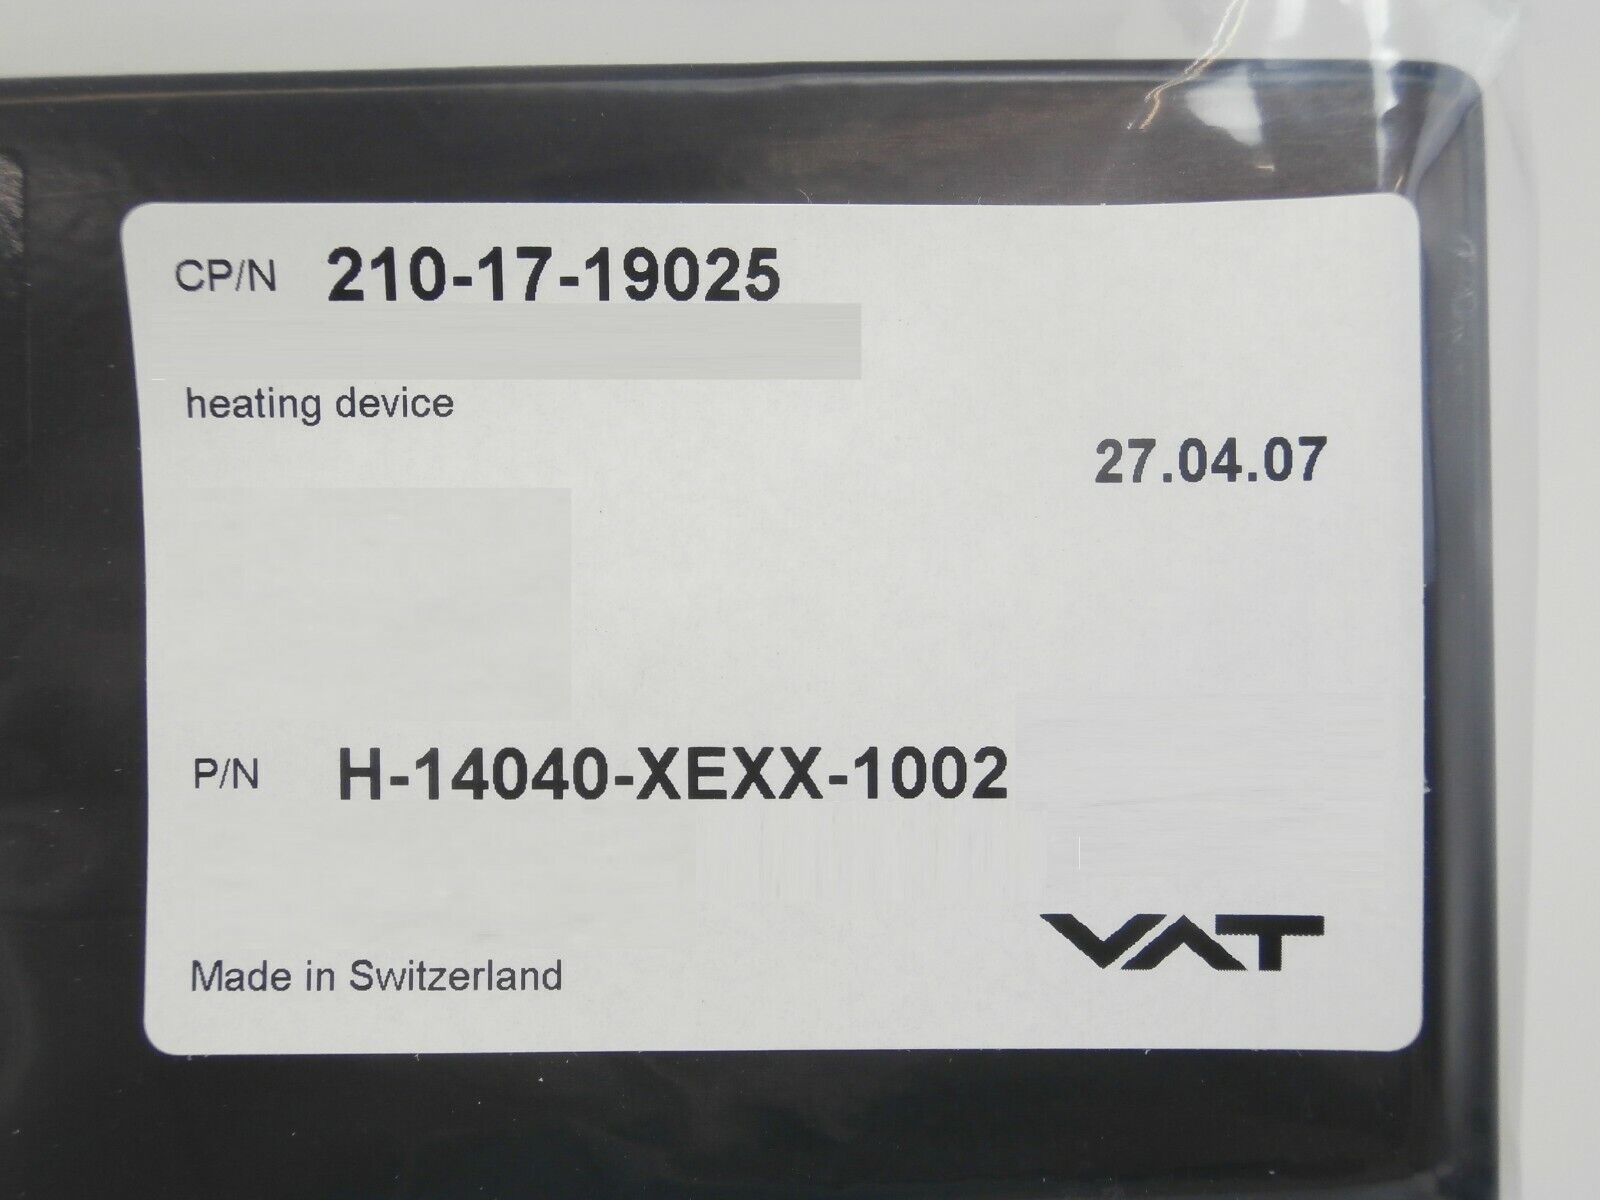 CP/N 210-17-19025
heating device
27.04.07
P/N H-14040-XEXX-1002
VAT
Made in Switzerland